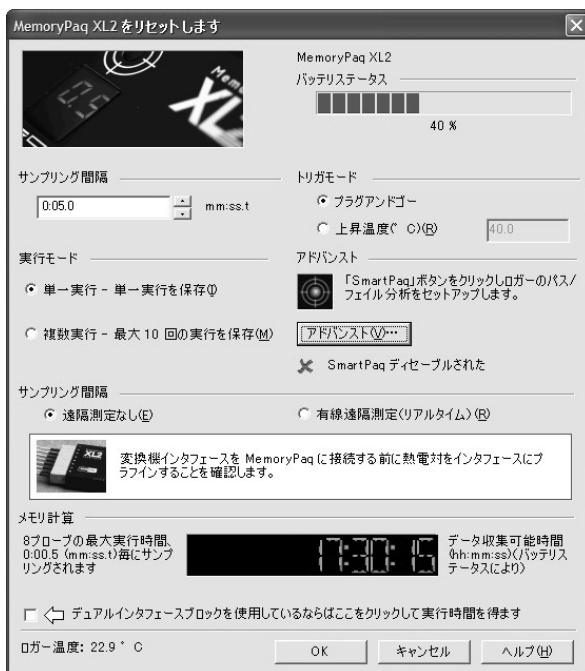 MemoryPaq XL2 をリセットします
MemoryPaq XL2
バッテリステータス
40 %
サンプリング間隔
0:05.0 mm:ss.t
トリガモード
プラグアンドゴー
上昇温度(° C)(R) 40.0
実行モード
単一実行 - 単一実行を保存(I)
複数実行 - 最大 10 回の実行を保存(M)
アドバンスト
「SmartPaq」ボタンをクリックしロガーのパス/
フェイル分析をセットアップします。
アドバンスト(V)...
SmartPaq ディセーブルされた
サンプリング間隔
遠隔測定なし(E)
有線遠隔測定(リアルタイム)(R)
変換機インタフェースを MemoryPaq に接続する前に熱電対をインタフェースにプ
ラフインすることを確認します。
メモリ計算
8プローブの最大実行時間、
0:00.5 (mm:ss.t)毎にサンプ
リングされます
17:30:15
データ収集可能時間
(hh:mm:ss)(バッテリス
テータスにより)
デュアルインタフェースブロックを使用しているならばここをクリックして実行時間を得ます
ロガー温度: 22.9 ° C
OK
キャンセル
ヘルプ(H)